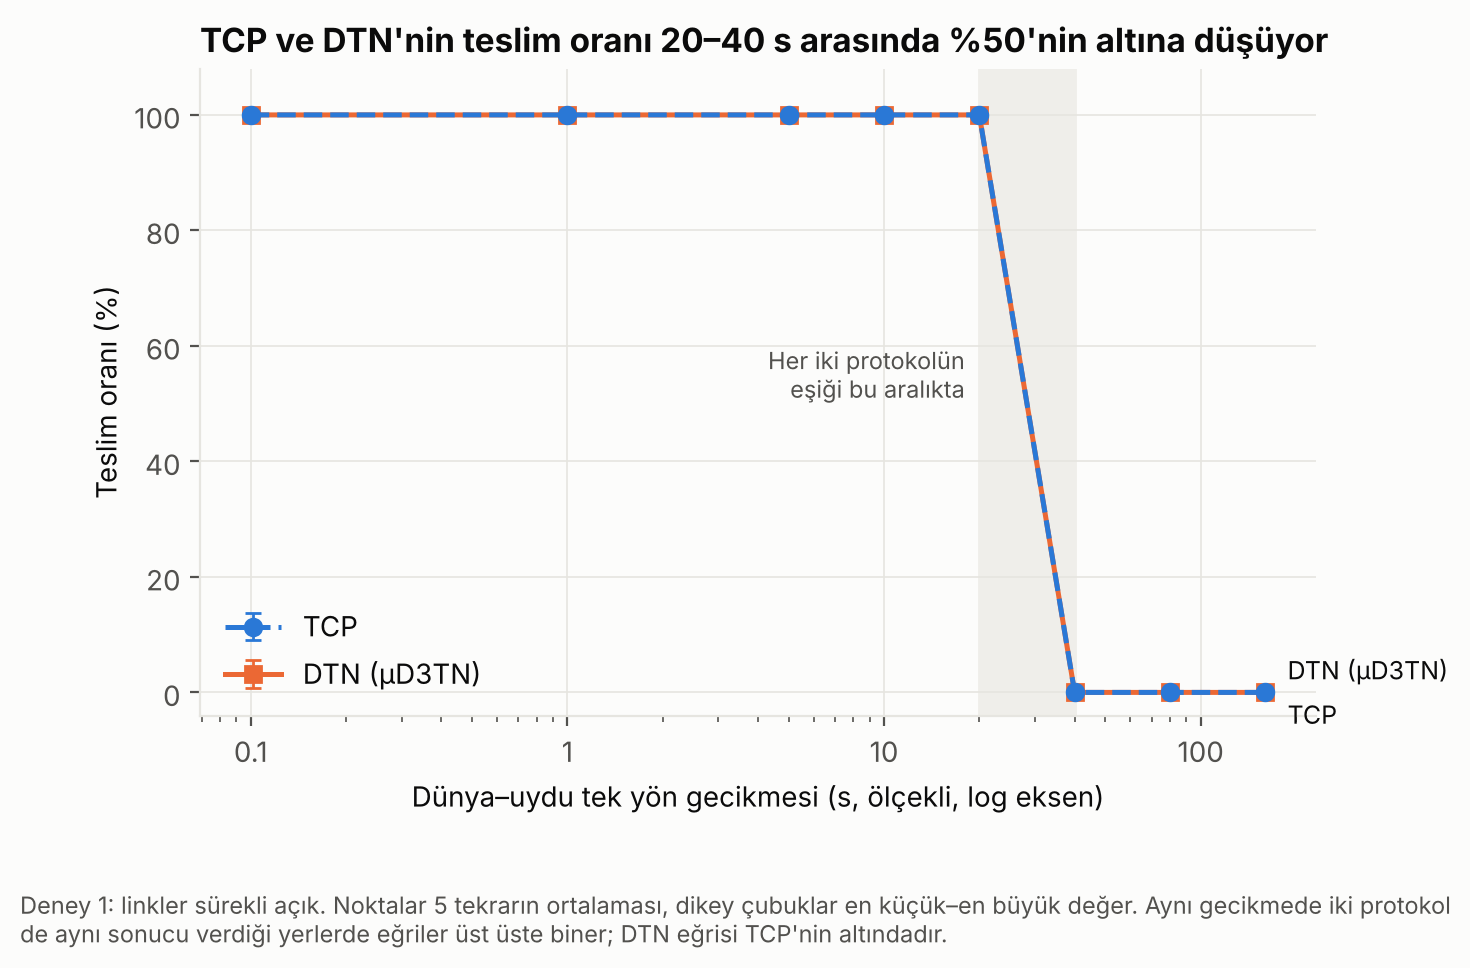 TCP ve DTN'nin teslim oranı 20–40 s arasında %50'nin altına düşüyor
Teslim oranı (%)
100
80
60
40
20
0
Her iki protokolün
eşiği bu aralıkta
TCP
DTN (µD3TN)
DTN (µD3TN)
TCP
0.1
1
10
100
Dünya–uydu tek yön gecikmesi (s, ölçekli, log eksen)
Deney 1: linkler sürekli açık. Noktalar 5 tekrarın ortalaması, dikey çubuklar en küçük–en büyük değer. Aynı gecikmede iki protokol
de aynı sonucu verdiği yerlerde eğriler üst üste biner; DTN eğrisi TCP'nin altındadır.